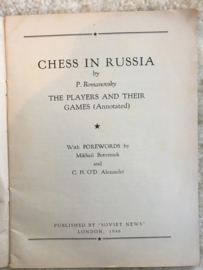 CHESS IN RUSSIA
by
P. Romanovsky
THE PLAYERS AND THEIR
GAMES (Annotated)
With FOREWORDS by
Mikhail Botvinnik
and
C. H. O'D. Alexander
PUBLISHED BY "SOVIET NEWS"
LONDON, 1946